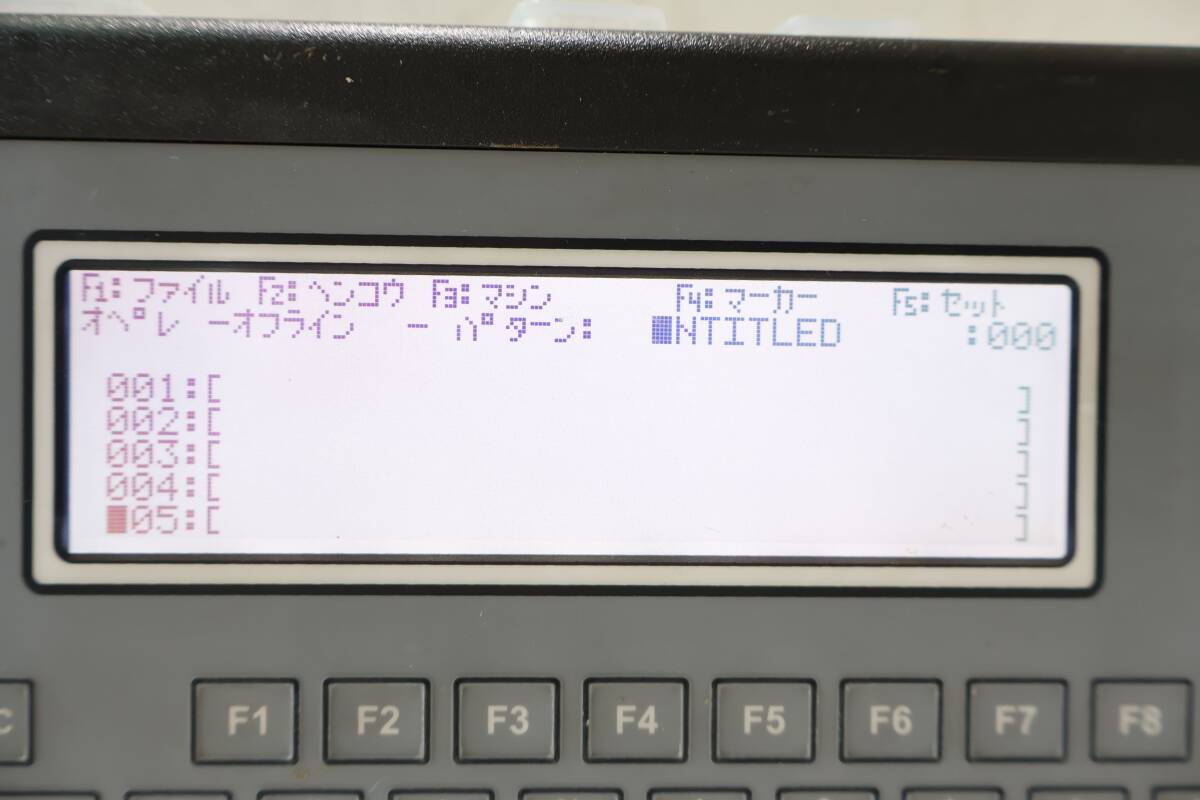 F1:ファイル F2:ヘンコウ F3:マシン F4:マーカー F5:セット
オペレ ーオフライン ー パターン: NTITLED :000
001:[ ]
002:[ ]
003:[ ]
004:[ ]
05:[ ]
C F1 F2 F3 F4 F5 F6 F7 F8